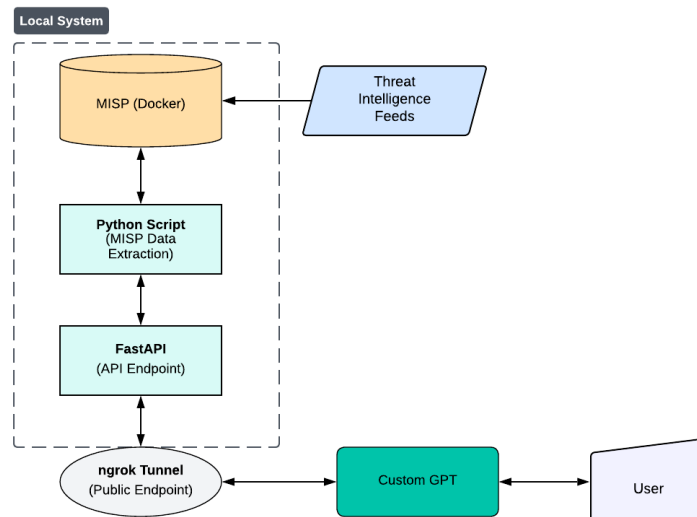 Local System
MISP (Docker)
Threat
Intelligence
Feeds
Python Script
(MISP Data
Extraction)
FastAPI
(API Endpoint)
ngrok Tunnel
(Public Endpoint)
Custom GPT
User